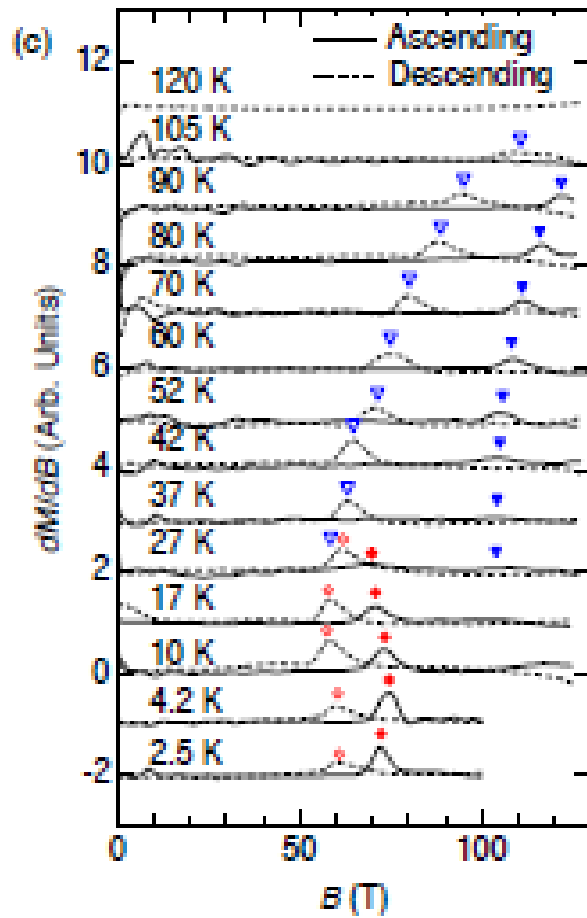 (c)
Ascending
Descending
12
120 K
105 K
10
90 K
80 K
8
70 K
60 K
6
52 K
42 K
4
37 K
27 K
2
17 K
10 K
0
4.2 K
2.5 K
-2
dM/dB (Arb. Units)
0 50 100
B (T)